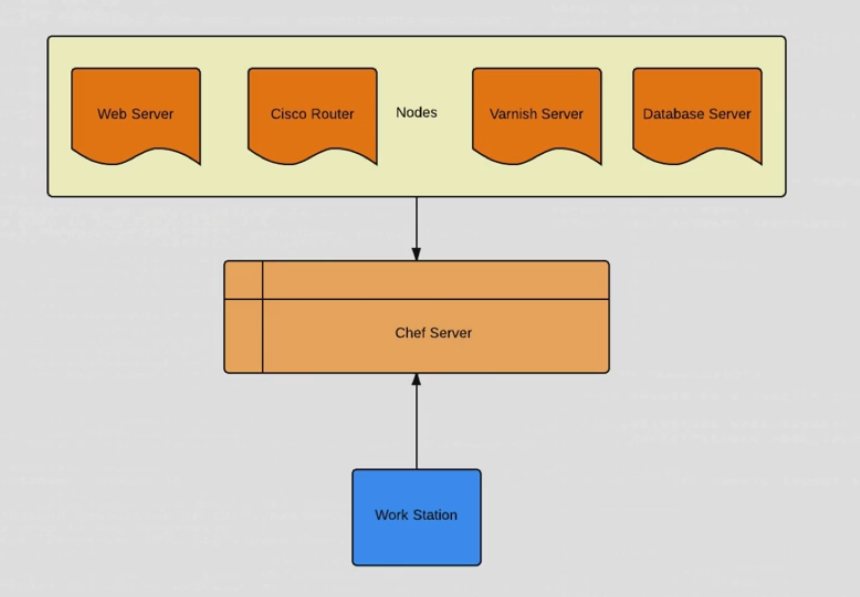 Web Server
Cisco Router
Nodes
Varnish Server
Database Server
Chef Server
Work Station